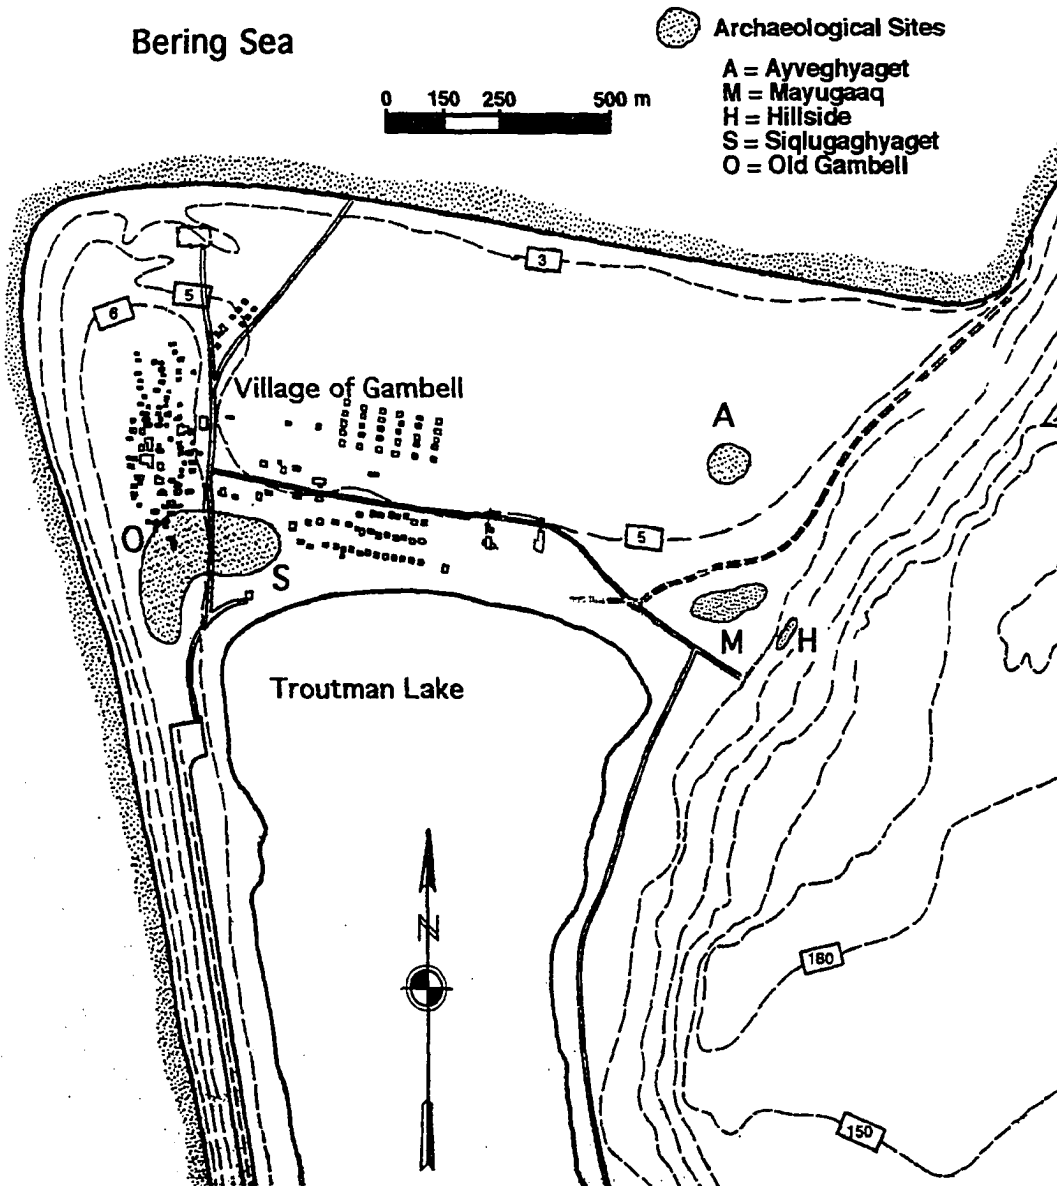 Bering Sea
Archaeological Sites
A = Ayveghyaget
M = Mayugaaq
H = Hillside
S = Siqlugaghyaget
O = Old Gambell
0 150 250 500 m
3
5
6
Village of Gambell
A
O
5
S
M
H
Troutman Lake
N
180
150